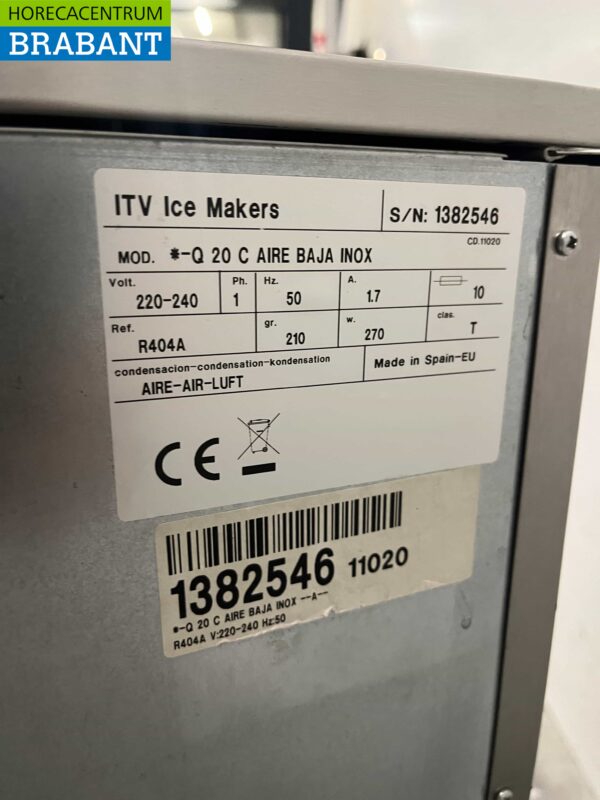 HORECACENTRUM
BRABANT
ITV Ice Makers
S/N: 1382546
CD.11020
MOD. *-Q 20 C AIRE BAJA INOX
Volt. 220-240
Ph. 1
Hz. 50
A. 1.7
10
Ref. R404A
gr. 210
w. 270
clas. T
condensacion-condensation-kondensation
AIRE-AIR-LUFT
Made in Spain-EU
CE
1382546 11020
*-Q 20 C AIRE BAJA INOX --A--
R404A V:220-240 Hz:50